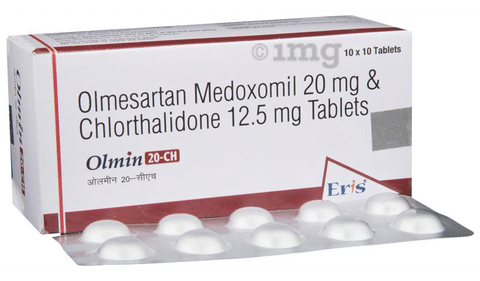 ©1mg
10 x 10 Tablets
Olmesartan Medoxomil 20 mg &
Chlorthalidone 12.5 mg Tablets
Olmin 20-CH
ओलमीन 20-सीएच
Eris